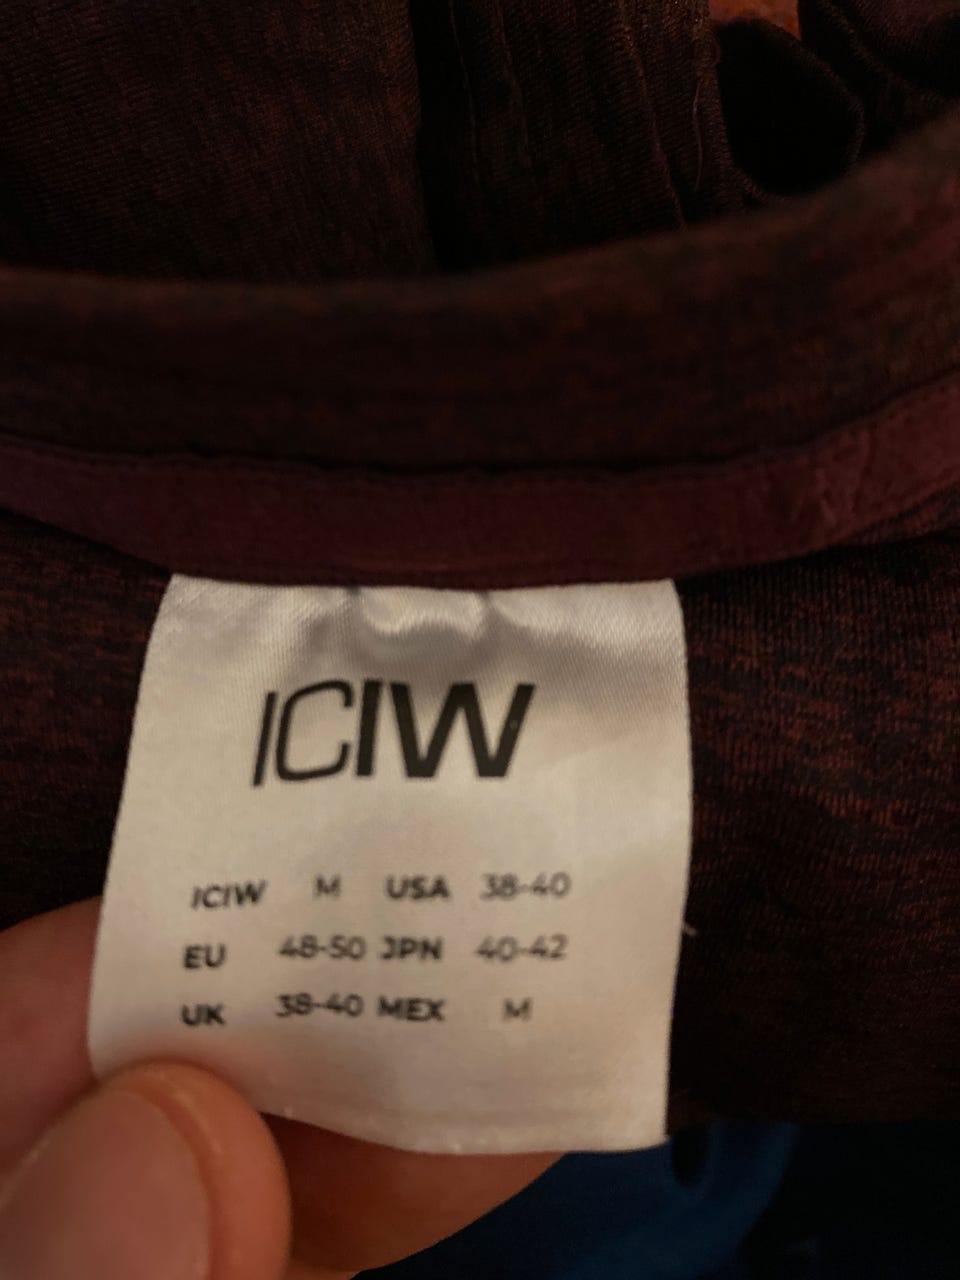 ICIW
ICIW M USA 38-40
EU 48-50 JPN 40-42
UK 38-40 MEX M